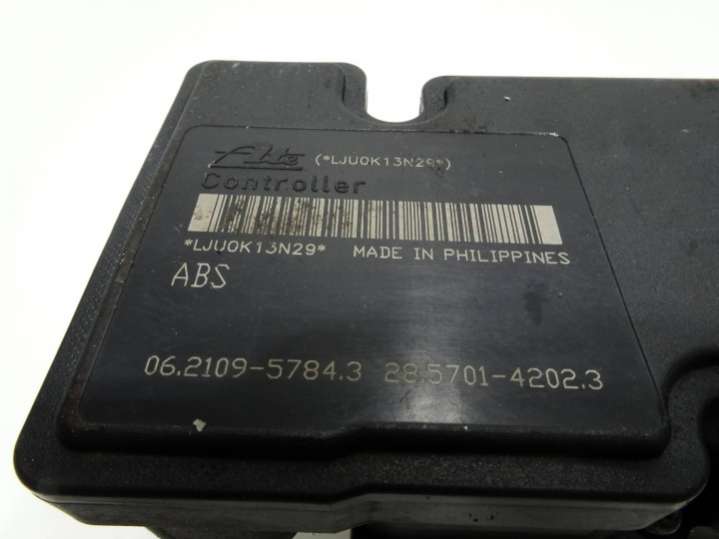 Ate (*LJU0K13N29*)
Controller
*LJU0K13N29* MADE IN PHILIPPINES
ABS
06.2109-5784.3 28.5701-4202.3